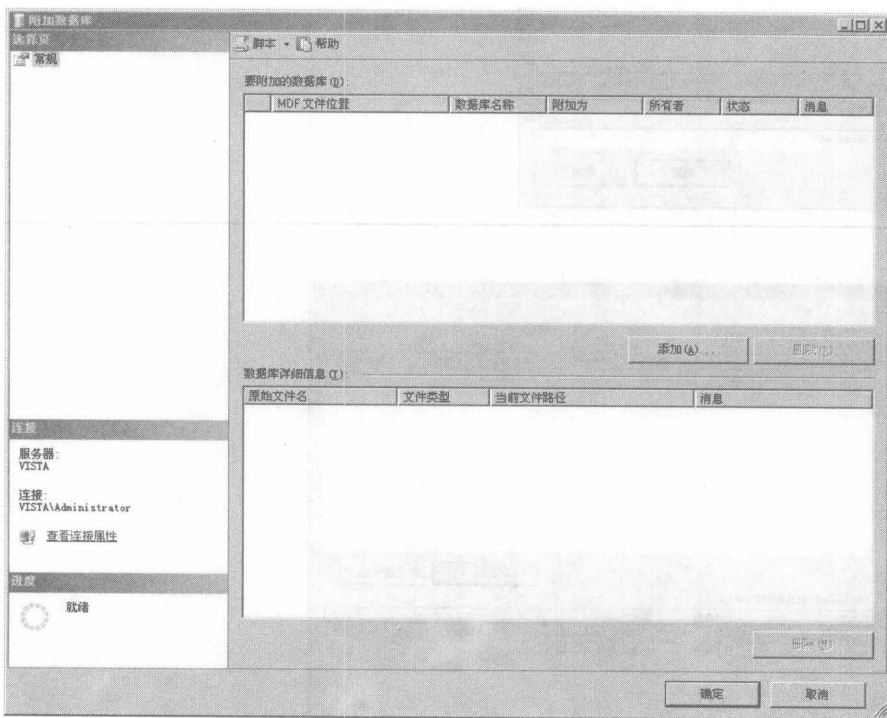 附加数据库
选择页
常规
脚本 帮助
要附加的数据库(D):
MDF 文件位置 数据库名称 附加为 所有者 状态 消息
添加(A)... 删除(R)
数据库详细信息(T):
原始文件名 文件类型 当前文件路径 消息
连接
服务器:
VISTA
连接:
VISTA\Administrator
查看连接属性
进度
就绪
删除(M)
确定 取消